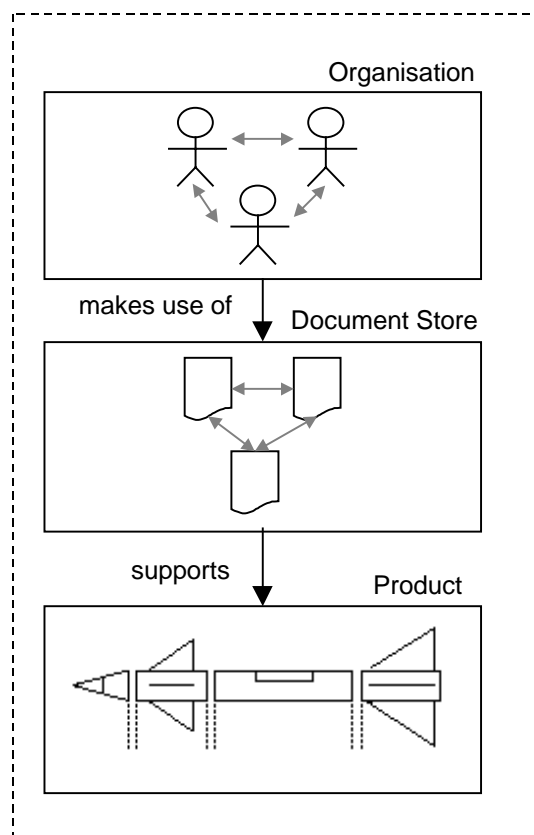 Organisation
makes use of
Document Store
supports
Product